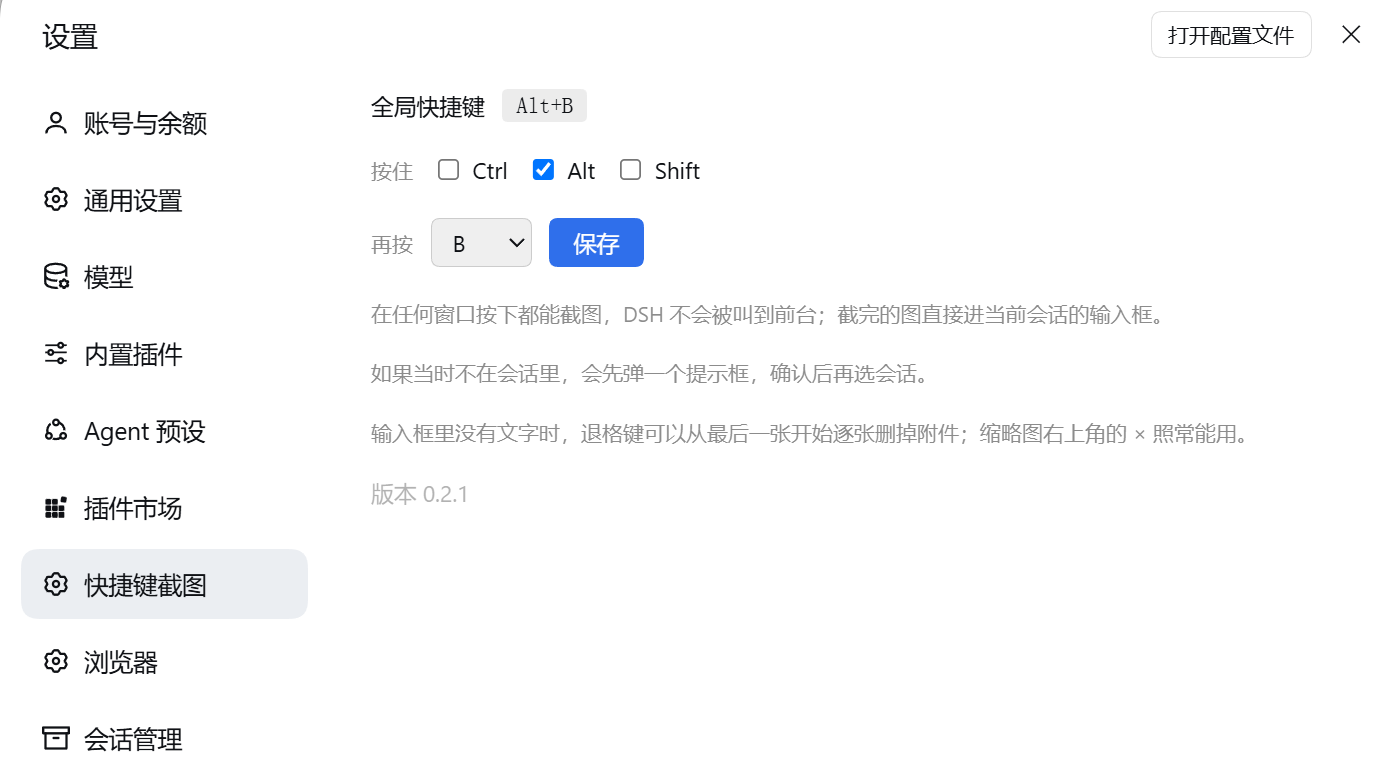 设置
打开配置文件
账号与余额
通用设置
模型
内置插件
Agent 预设
插件市场
快捷键截图
浏览器
会话管理
全局快捷键 Alt+B
按住 Ctrl Alt Shift
再按 B 保存
在任何窗口按下都能截图，DSH 不会被叫到前台；截完的图直接进当前会话的输入框。
如果当时不在会话里，会先弹一个提示框，确认后再选会话。
输入框里没有文字时，退格键可以从最后一张开始逐张删掉附件；缩略图右上角的 × 照常能用。
版本 0.2.1